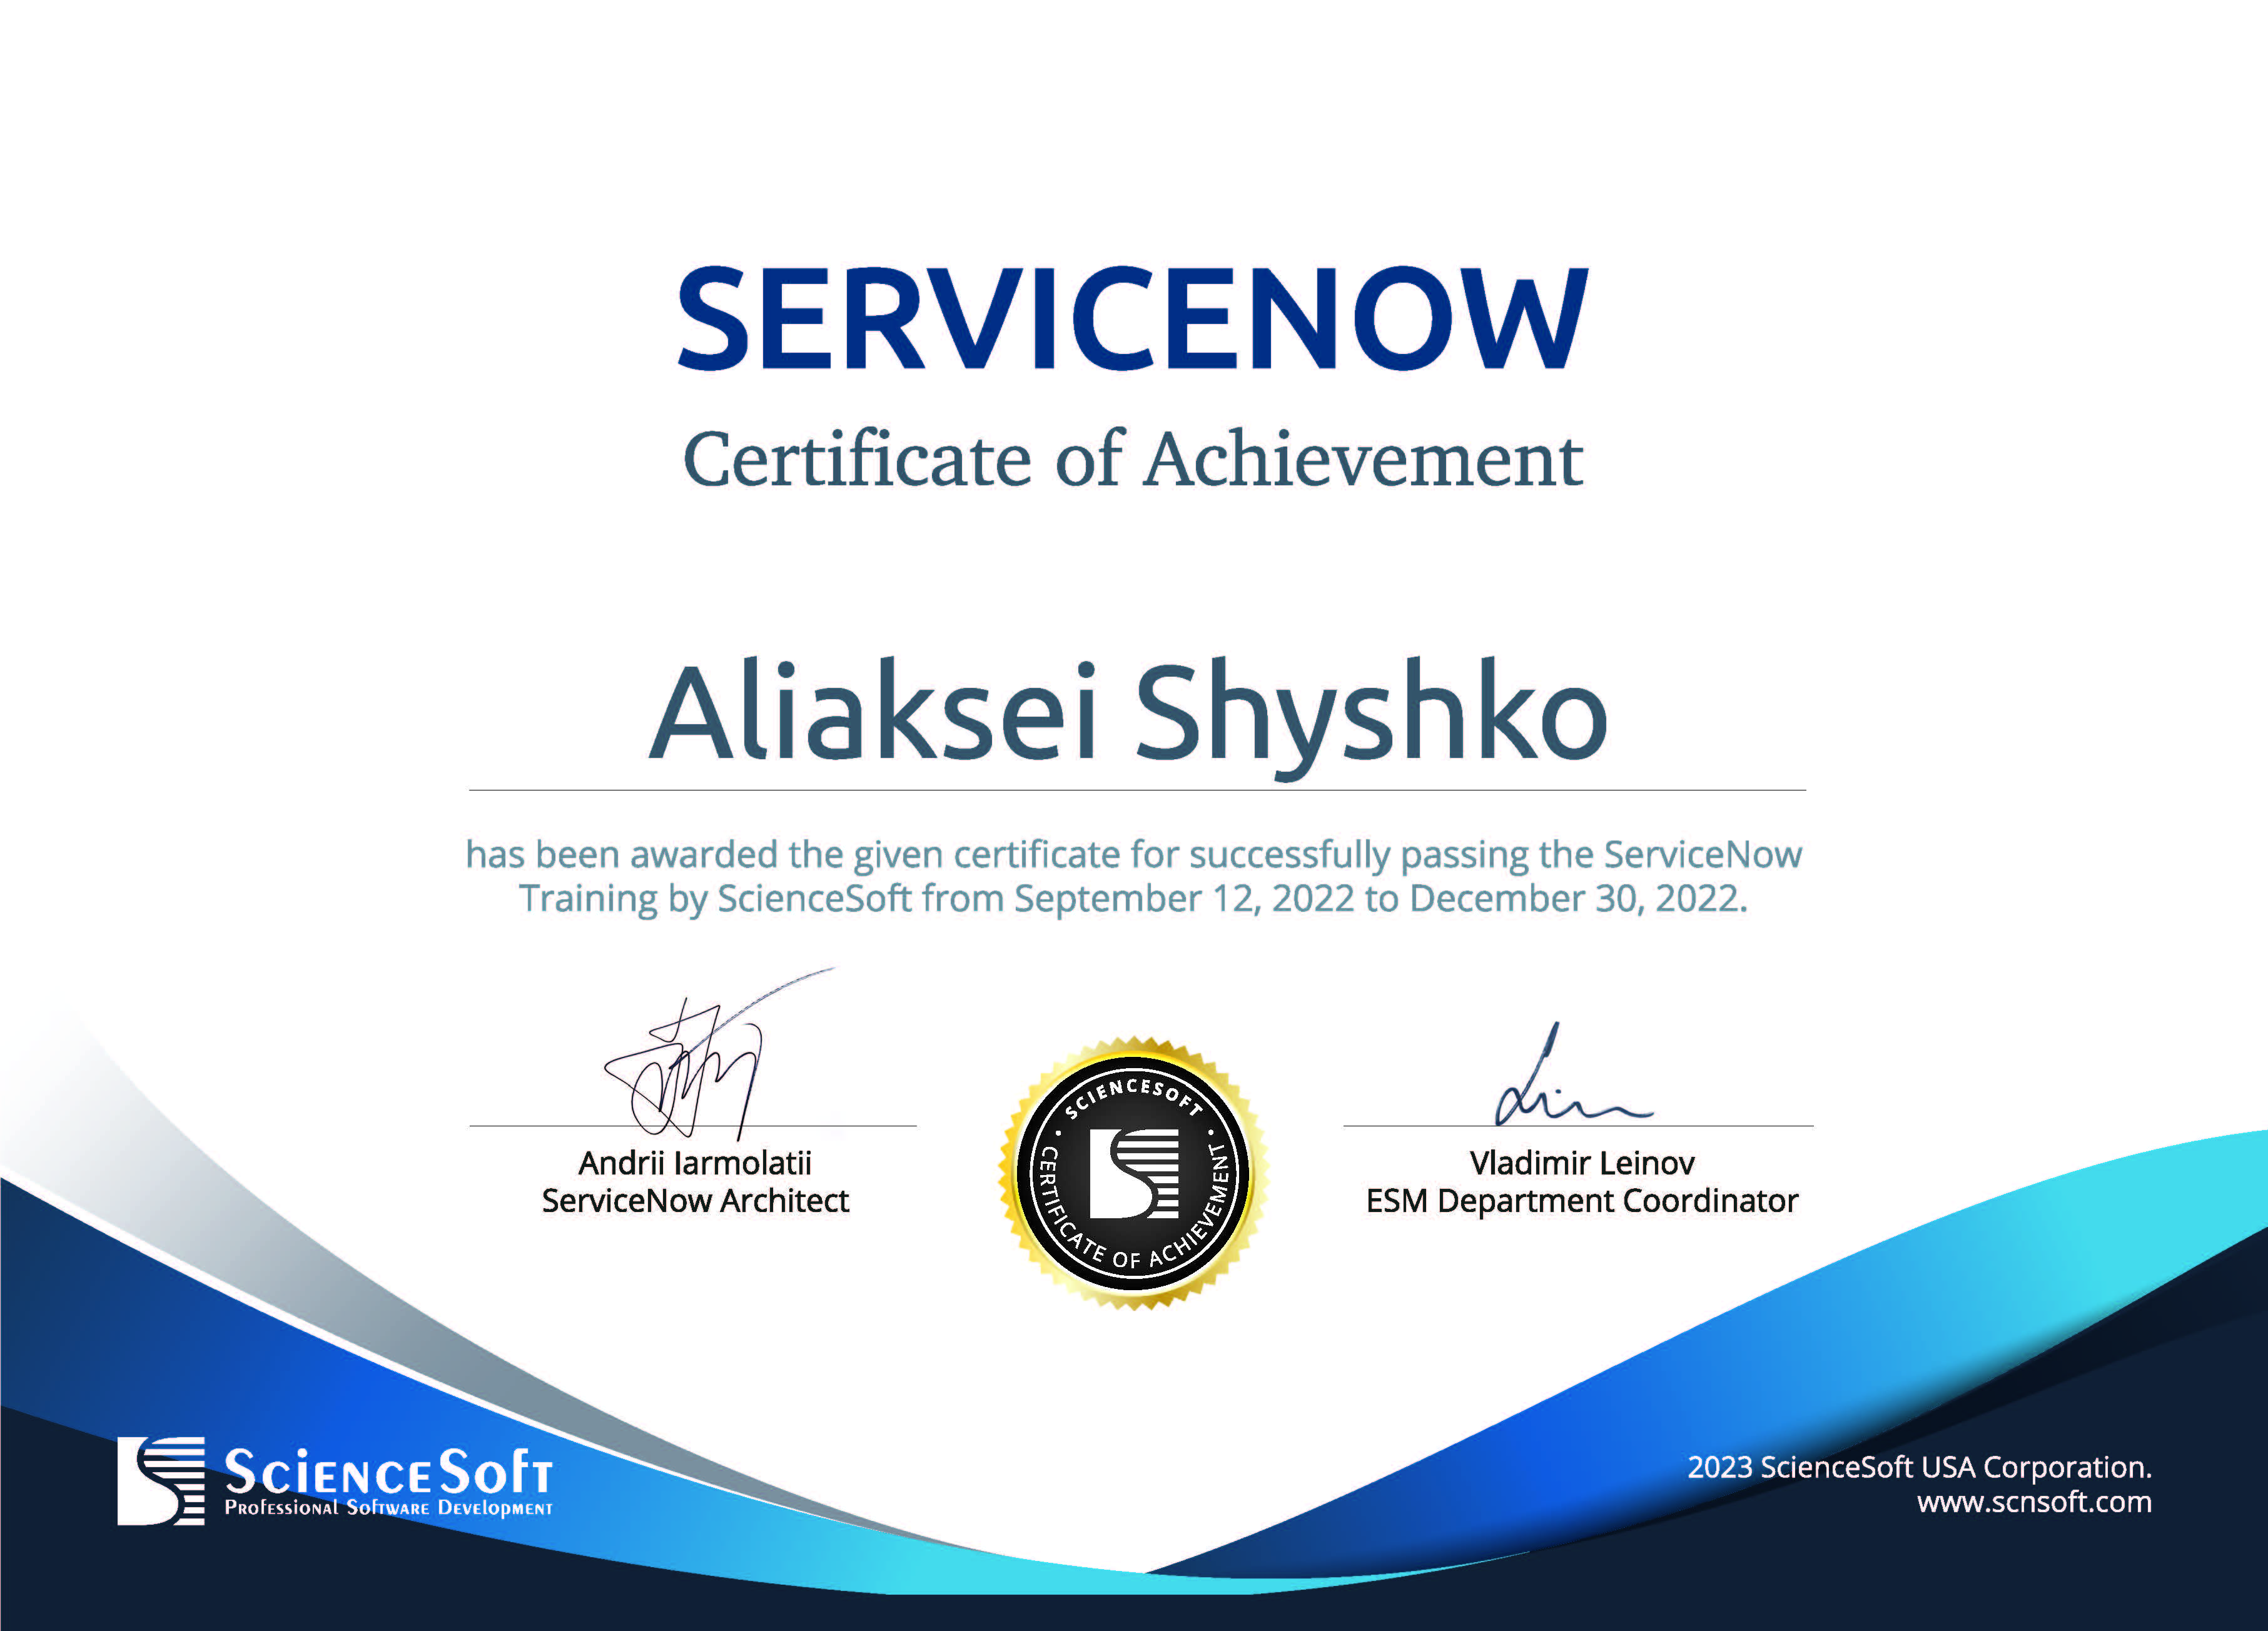 SERVICENOW
Certificate of Achievement
Aliaksei Shyshko
has been awarded the given certificate for successfully passing the ServiceNow
Training by ScienceSoft from September 12, 2022 to December 30, 2022.
Andrii Iarmolatii
ServiceNow Architect
SCIENCESOFT
CERTIFICATE OF ACHIEVEMENT
Vladimir Leinov
ESM Department Coordinator
ScienceSoft
Professional Software Development
2023 ScienceSoft USA Corporation.
www.scnsoft.com